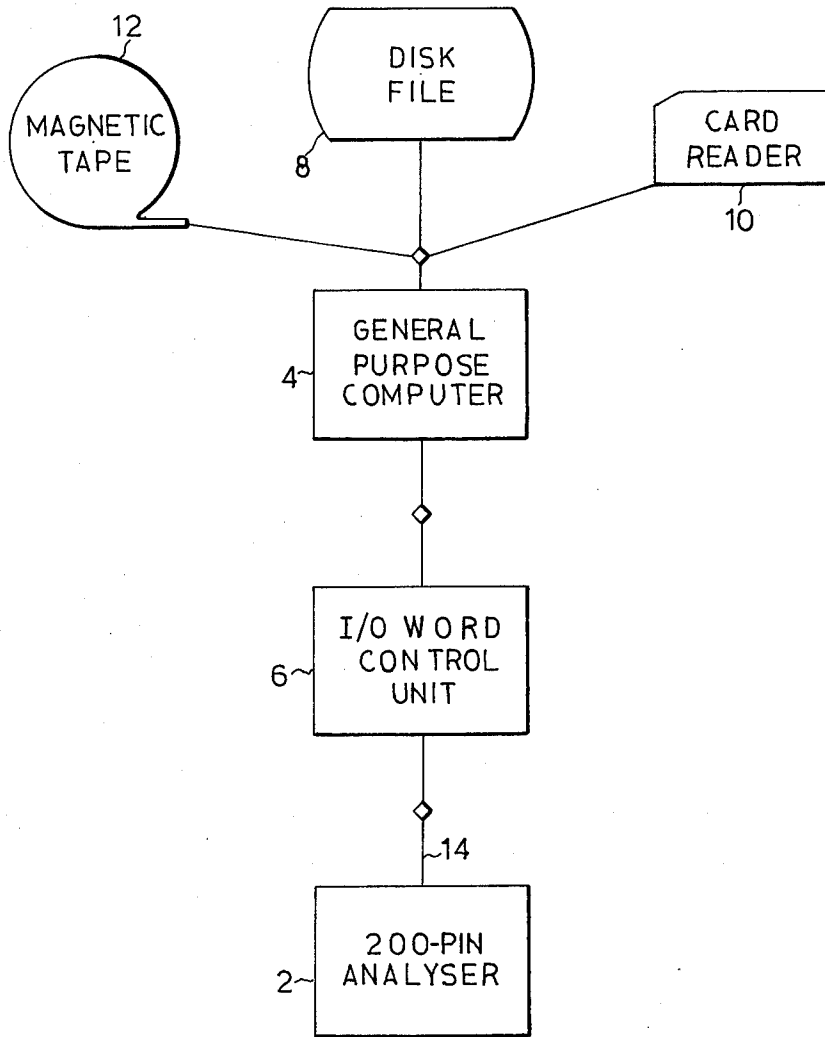 12
MAGNETIC
TAPE
DISK
FILE
8
CARD
READER
10
GENERAL
PURPOSE
COMPUTER
4
I/O WORD
CONTROL
UNIT
6
14
200-PIN
ANALYSER
2